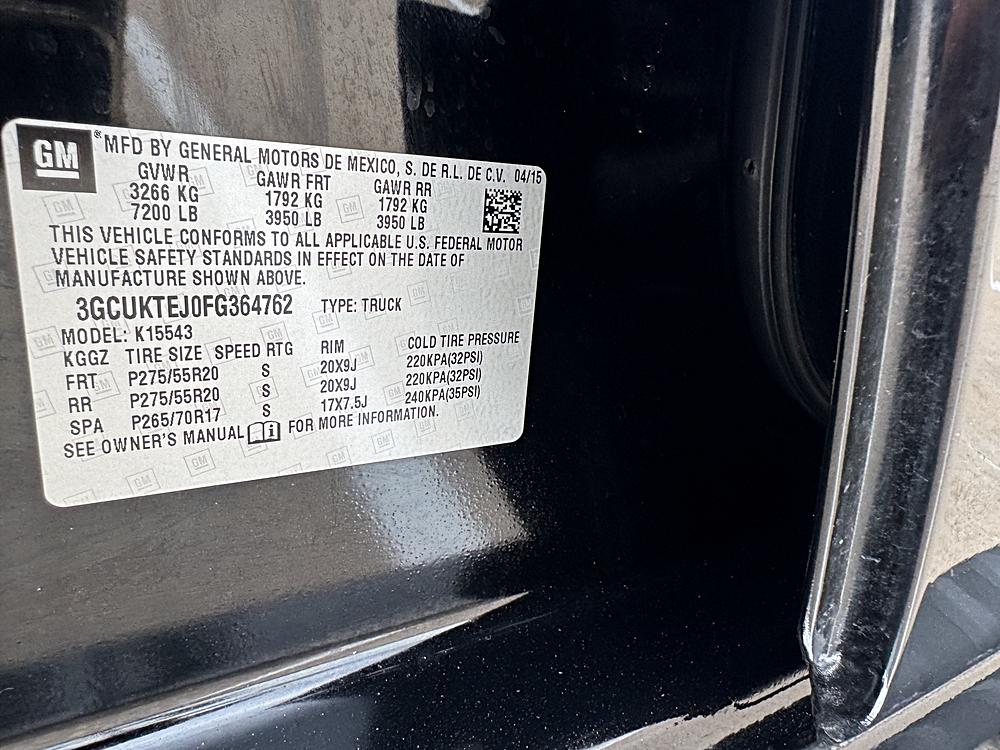 GM ® MFD BY GENERAL MOTORS DE MEXICO, S. DE R.L. DE C.V. 04/15
GVWR GAWR FRT GAWR RR
3266 KG 1792 KG 1792 KG
7200 LB 3950 LB 3950 LB
THIS VEHICLE CONFORMS TO ALL APPLICABLE U.S. FEDERAL MOTOR
VEHICLE SAFETY STANDARDS IN EFFECT ON THE DATE OF
MANUFACTURE SHOWN ABOVE.
3GCUKTEJ0FG364762 TYPE: TRUCK
MODEL: K15543
KGGZ TIRE SIZE SPEED RTG RIM COLD TIRE PRESSURE
FRT P275/55R20 S 20X9J 220KPA(32PSI)
RR P275/55R20 S 20X9J 220KPA(32PSI)
SPA P265/70R17 S 17X7.5J 240KPA(35PSI)
SEE OWNER'S MANUAL i FOR MORE INFORMATION.